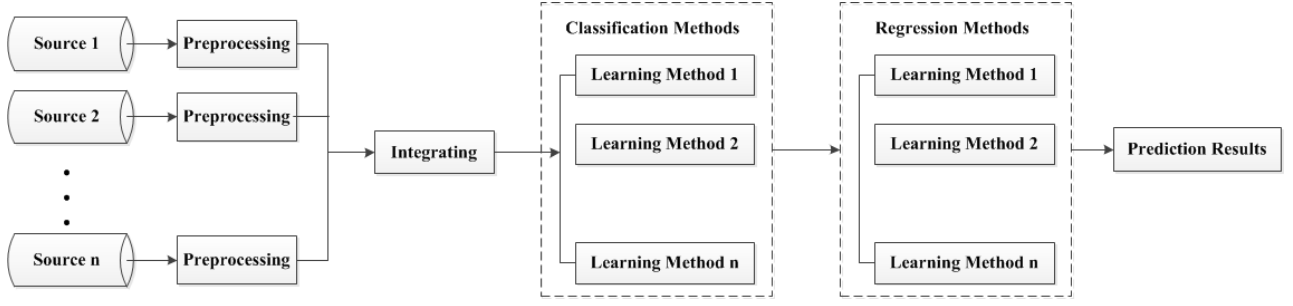 Source 1
Preprocessing
Source 2
Preprocessing
Source n
Preprocessing
Integrating
Classification Methods
Learning Method 1
Learning Method 2
Learning Method n
Regression Methods
Learning Method 1
Learning Method 2
Learning Method n
Prediction Results